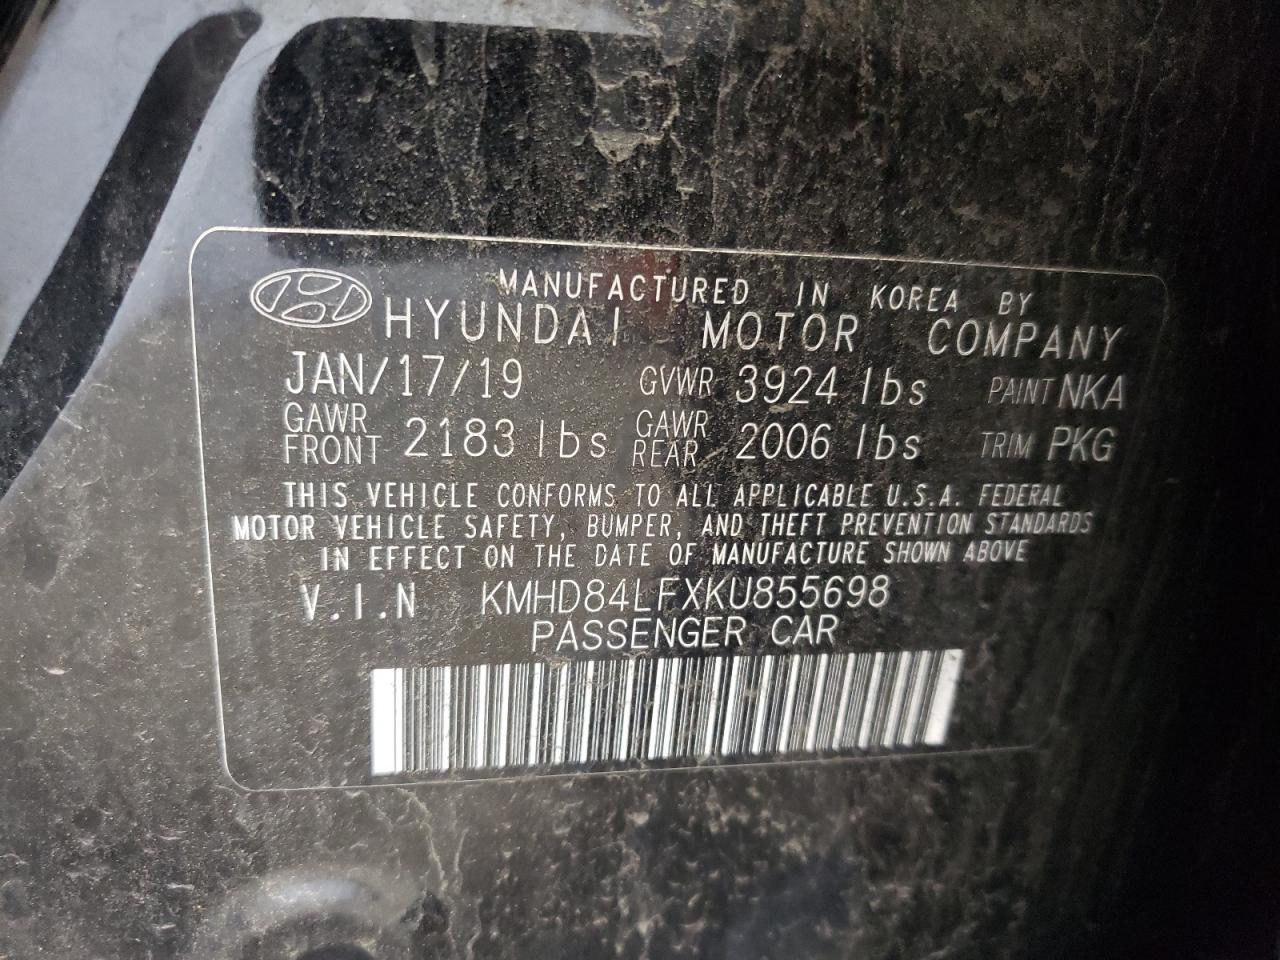 MANUFACTURED IN KOREA BY
HYUNDAI MOTOR COMPANY
JAN/17/19 GVWR 3924 lbs PAINT NKA
GAWR FRONT 2183 lbs GAWR REAR 2006 lbs TRIM PKG
THIS VEHICLE CONFORMS TO ALL APPLICABLE U.S.A. FEDERAL
MOTOR VEHICLE SAFETY, BUMPER, AND THEFT PREVENTION STANDARDS
IN EFFECT ON THE DATE OF MANUFACTURE SHOWN ABOVE
V.I.N KMHD84LFXKU855698
PASSENGER CAR